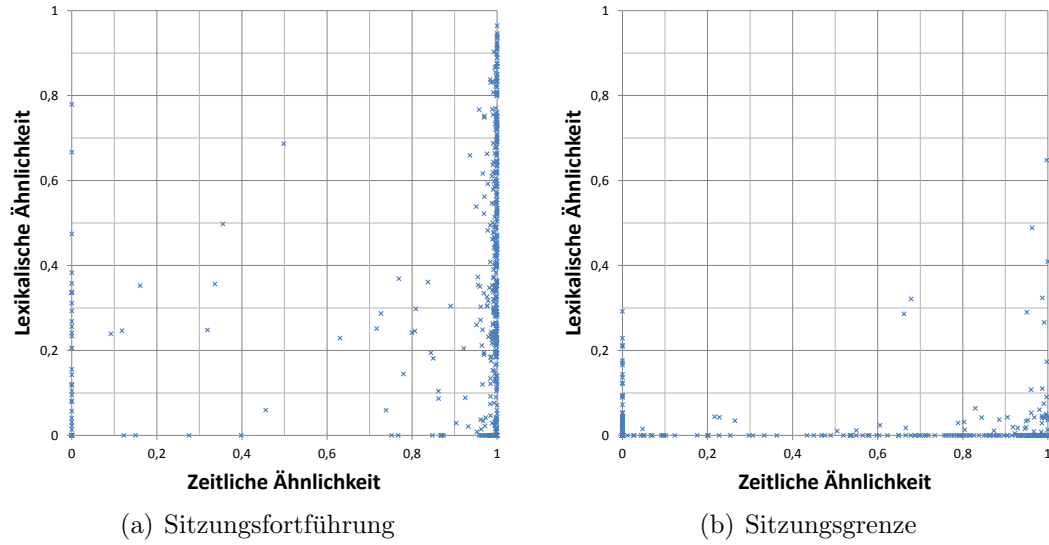 1
0,8
0,6
0,4
0,2
0
0 0,2 0,4 0,6 0,8 1
Lexikalische Ähnlichkeit
Zeitliche Ähnlichkeit
(a) Sitzungsfortführung
1
0,8
0,6
0,4
0,2
0
0 0,2 0,4 0,6 0,8 1
Lexikalische Ähnlichkeit
Zeitliche Ähnlichkeit
(b) Sitzungsgrenze